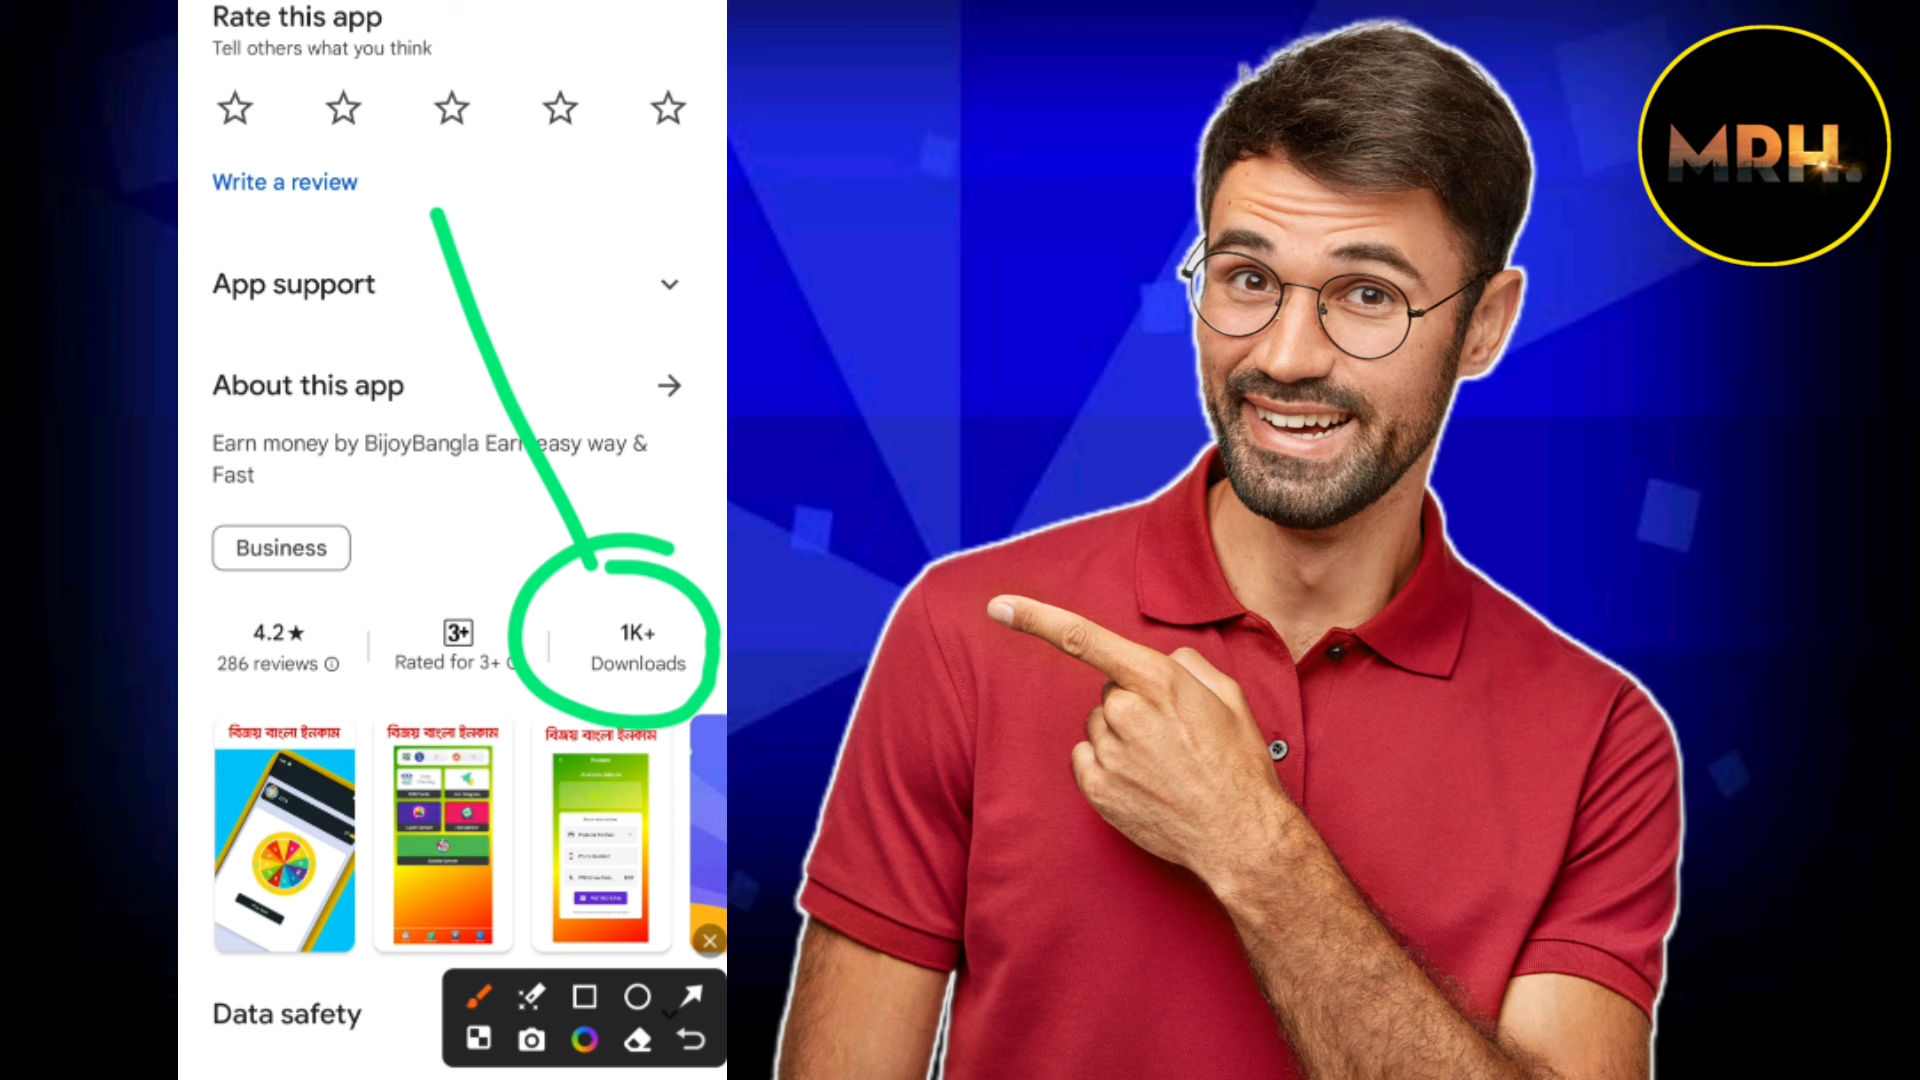 Rate this app
Tell others what you think
Write a review
App support
About this app
Earn money by BijoyBangla Earn easy way &
Fast
Business
4.2★
286 reviews
3+
Rated for 3+
1K+
Downloads
বিজয় বাংলা ইনকাম
বিজয় বাংলা ইনকাম
বিজয় বাংলা ইনকাম
Data safety
MRH.